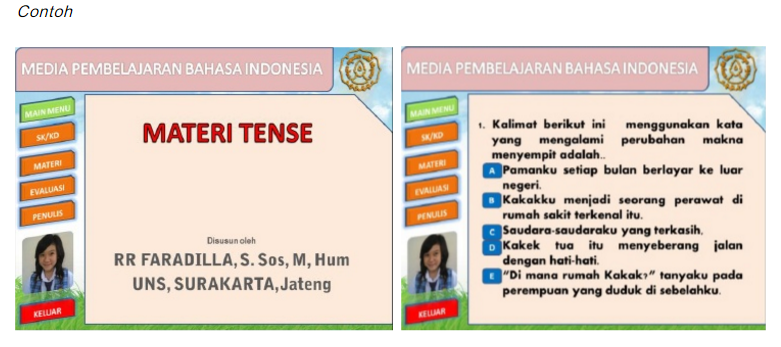 Contoh
MEDIA PEMBELAJARAN BAHASA INDONESIA
MAIN MENU
SK/KD
MATERI
EVALUASI
PENULIS
KELUAR
MATERI TENSE
Disusun oleh
RR FARADILLA, S. Sos, M, Hum
UNS, SURAKARTA,Jateng
MEDIA PEMBELAJARAN BAHASA INDONESIA
MAIN MENU
SK/KD
MATERI
EVALUASI
PENULIS
KELUAR
1. Kalimat berikut ini menggunakan kata
yang mengalami perubahan makna
menyempit adalah..
A Pamanku setiap bulan berlayar ke luar
negeri.
B Kakakku menjadi seorang perawat di
rumah sakit terkenal itu.
C Saudara-saudaraku yang terkasih.
D Kakek tua itu menyeberang jalan
dengan hati-hati.
E "Di mana rumah Kakak?" tanyaku pada
perempuan yang duduk di sebelahku.